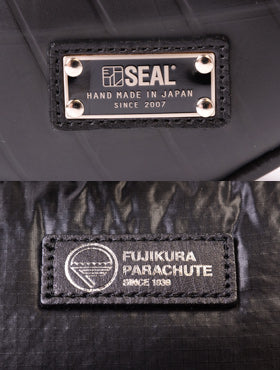 SEAL®
HAND MADE IN JAPAN
SINCE 2007
FUJIKURA
PARACHUTE
SINCE 1939